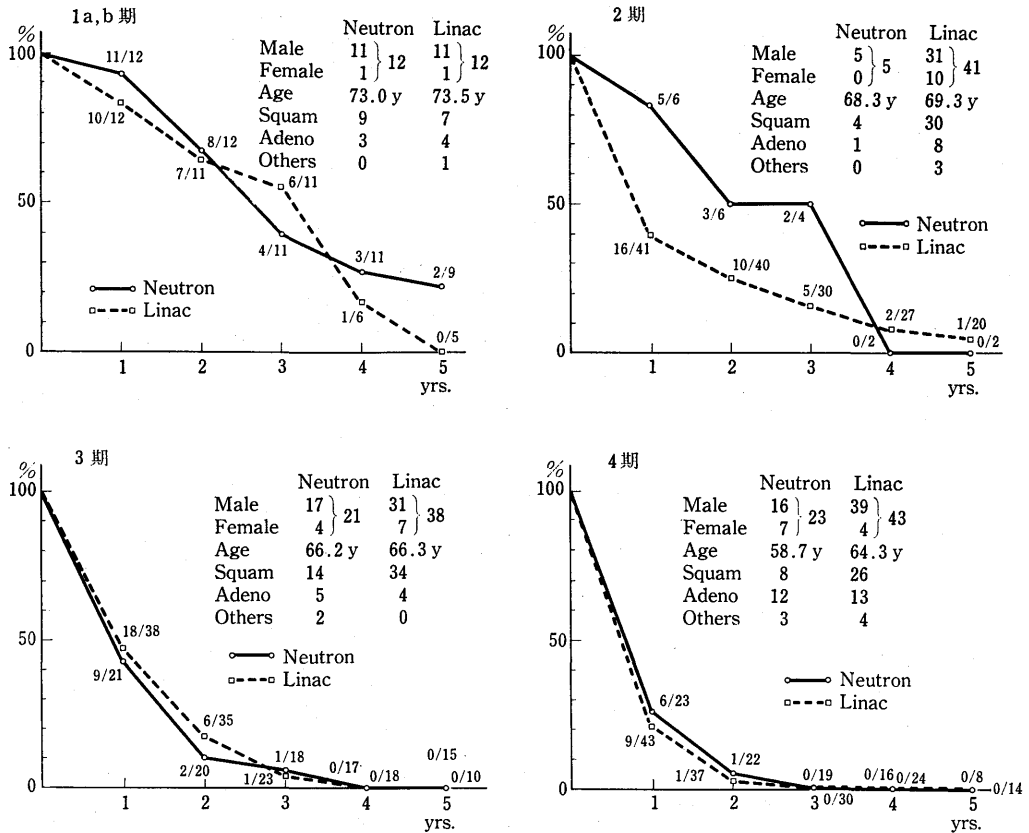 1a,b 期
%
100
50
0
Neutron Linac
Male 11 11
12 12
Female 1 1
Age 73.0 y 73.5 y
Squam 9 7
Adeno 3 4
Others 0 1
11/12
10/12
8/12
7/11
6/11
4/11
3/11
1/6
2/9
0/5
Neutron
Linac
1 2 3 4 5
yrs.
2 期
%
100
50
0
Neutron Linac
Male 5 31
5 41
Female 0 10
Age 68.3 y 69.3 y
Squam 4 30
Adeno 1 8
Others 0 3
5/6
3/6
2/4
16/41
10/40
5/30
2/27
0/2
1/20
0/2
Neutron
Linac
1 2 3 4 5
yrs.
3 期
%
100
50
0
Neutron Linac
Male 17 31
21 38
Female 4 7
Age 66.2 y 66.3 y
Squam 14 34
Adeno 5 4
Others 2 0
18/38
9/21
6/35
2/20
1/18
1/23
0/17
0/18
0/15
0/10
Neutron
Linac
1 2 3 4 5
yrs.
4 期
%
100
50
0
Neutron Linac
Male 16 39
23 43
Female 7 4
Age 58.7 y 64.3 y
Squam 8 26
Adeno 12 13
Others 3 4
6/23
9/43
1/22
1/37
0/19
0/30
0/16
0/24
0/8
0/14
Neutron
Linac
1 2 3 4 5
yrs.